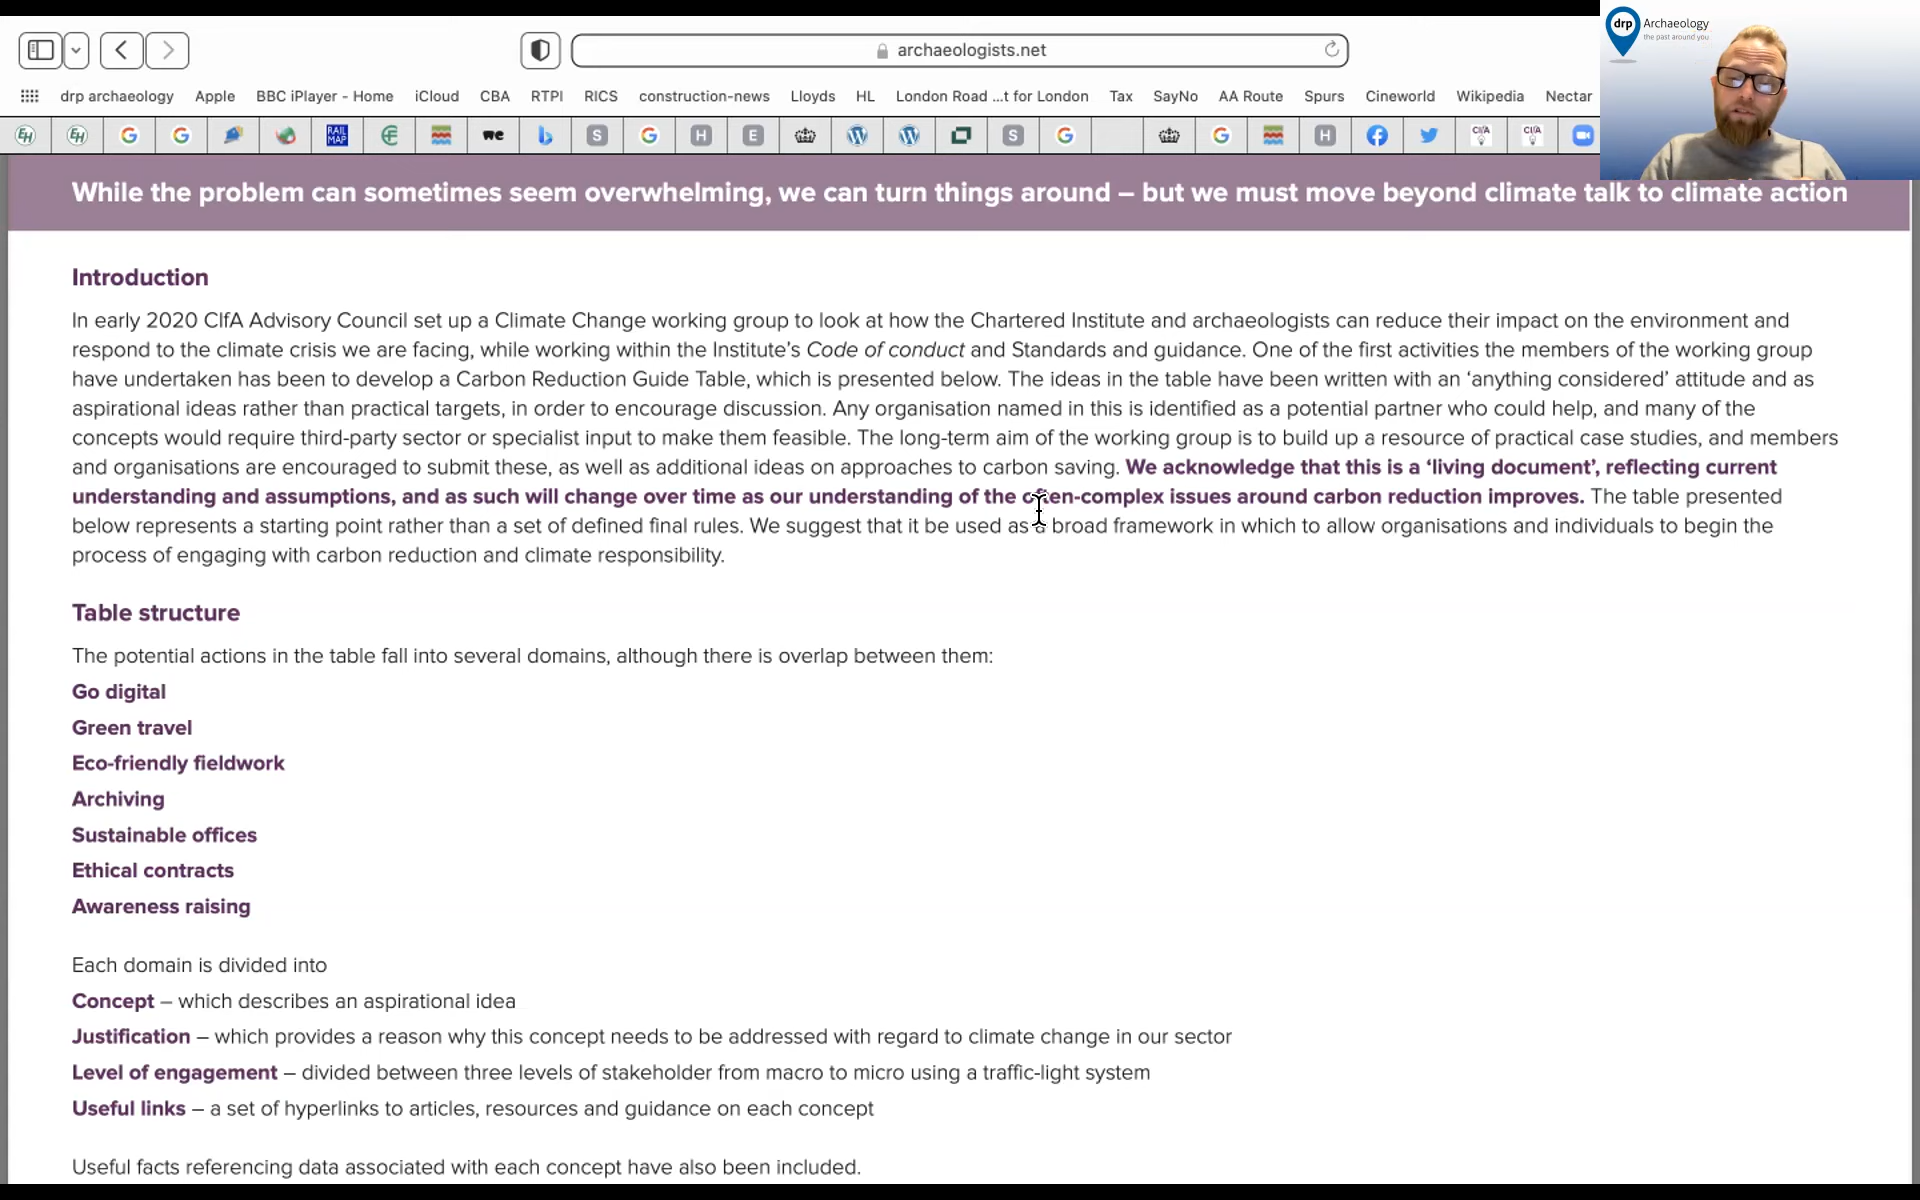 drp Archaeology
the past around you
archaeologists.net
drp archaeology Apple BBC iPlayer - Home iCloud CBA RTPI RICS construction-news Lloyds HL London Road ...t for London Tax SayNo AA Route Spurs Cineworld Wikipedia Nectar
EH EH G G RAIL MAP we S G H E S G G H CIfA CIfA
While the problem can sometimes seem overwhelming, we can turn things around – but we must move beyond climate talk to climate action
Introduction
In early 2020 CIfA Advisory Council set up a Climate Change working group to look at how the Chartered Institute and archaeologists can reduce their impact on the environment and
respond to the climate crisis we are facing, while working within the Institute's Code of conduct and Standards and guidance. One of the first activities the members of the working group
have undertaken has been to develop a Carbon Reduction Guide Table, which is presented below. The ideas in the table have been written with an 'anything considered' attitude and as
aspirational ideas rather than practical targets, in order to encourage discussion. Any organisation named in this is identified as a potential partner who could help, and many of the
concepts would require third-party sector or specialist input to make them feasible. The long-term aim of the working group is to build up a resource of practical case studies, and members
and organisations are encouraged to submit these, as well as additional ideas on approaches to carbon saving. We acknowledge that this is a 'living document', reflecting current
understanding and assumptions, and as such will change over time as our understanding of the often-complex issues around carbon reduction improves. The table presented
below represents a starting point rather than a set of defined final rules. We suggest that it be used as a broad framework in which to allow organisations and individuals to begin the
process of engaging with carbon reduction and climate responsibility.
Table structure
The potential actions in the table fall into several domains, although there is overlap between them:
Go digital
Green travel
Eco-friendly fieldwork
Archiving
Sustainable offices
Ethical contracts
Awareness raising
Each domain is divided into
Concept – which describes an aspirational idea
Justification – which provides a reason why this concept needs to be addressed with regard to climate change in our sector
Level of engagement – divided between three levels of stakeholder from macro to micro using a traffic-light system
Useful links – a set of hyperlinks to articles, resources and guidance on each concept
Useful facts referencing data associated with each concept have also been included.